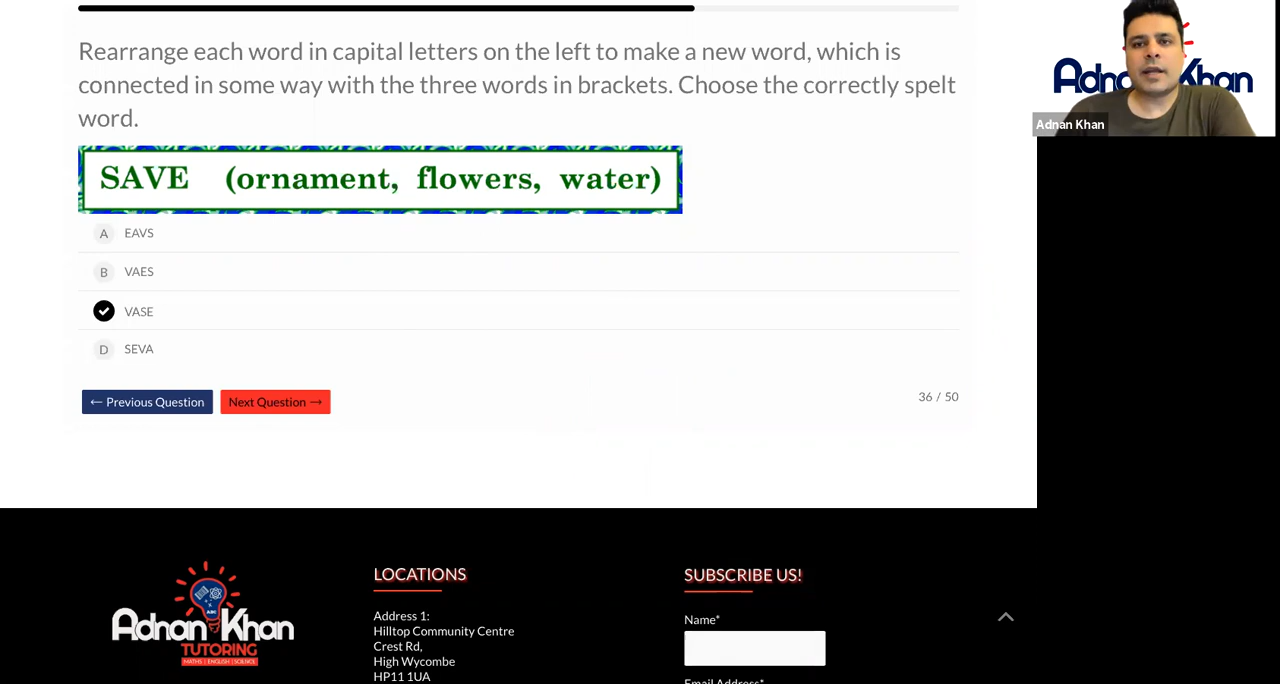 Rearrange each word in capital letters on the left to make a new word, which is
connected in some way with the three words in brackets. Choose the correctly spelt
word.
SAVE (ornament, flowers, water)
A EAVS
B VAES
VASE
D SEVA
← Previous Question Next Question →
36 / 50
Adnan Khan
Adnan Khan
Adnan Khan
TUTORING
MATHS | ENGLISH | SCIENCE
LOCATIONS
Address 1:
Hilltop Community Centre
Crest Rd,
High Wycombe
HP11 1UA
SUBSCRIBE US!
Name*
Email Address*